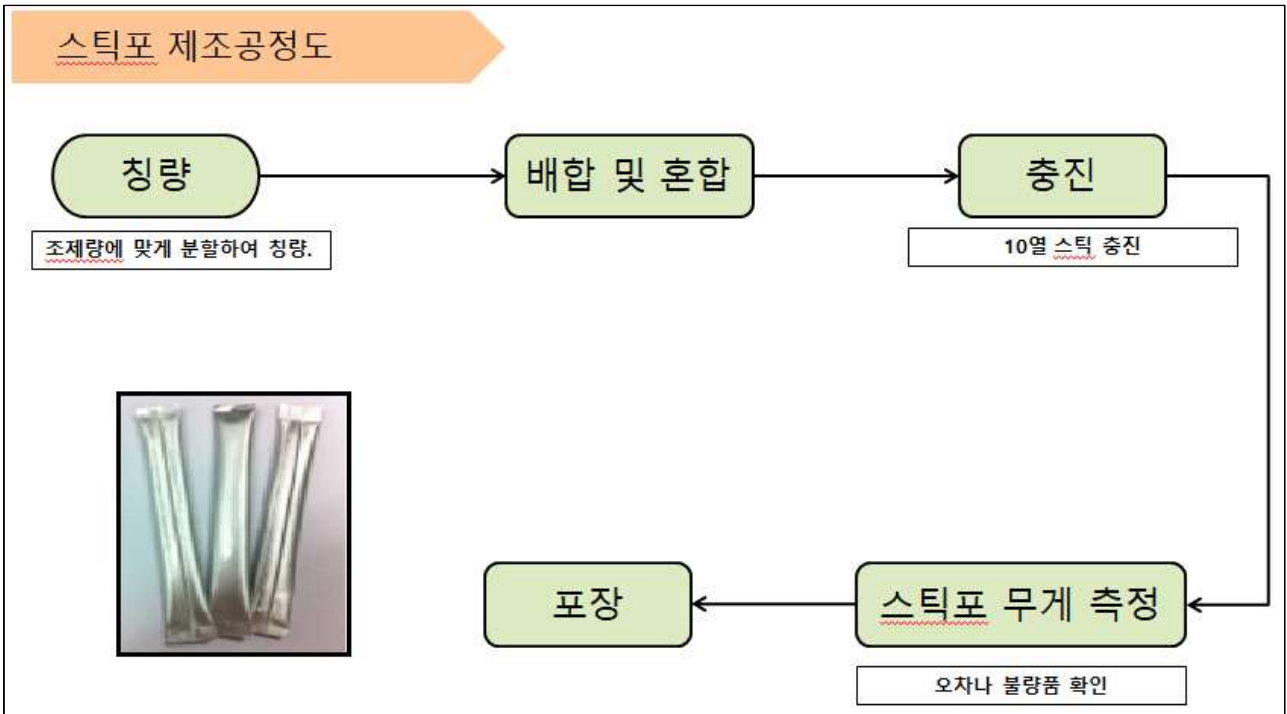 스틱포 제조공정도
칭량
배합 및 혼합
충진
조제량에 맞게 분할하여 칭량.
10열 스틱 충진
포장
스틱포 무게 측정
오차나 불량품 확인